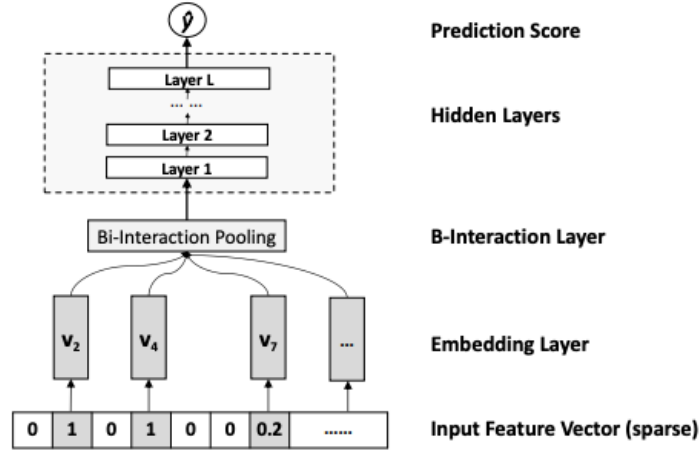 ŷ Prediction Score
Layer L
... ...
Hidden Layers
Layer 2
Layer 1
Bi-Interaction Pooling B-Interaction Layer
v2 v4 v7 ... Embedding Layer
0 1 0 1 0 0 0.2 ...... Input Feature Vector (sparse)